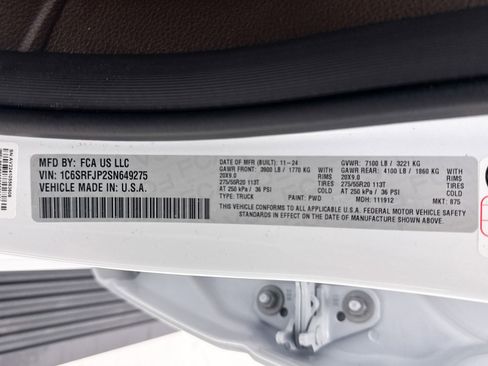 MFD BY: FCA US LLC
VIN: 1C6SRFJP2SN649275
VEHICLE MADE IN U.S.A.
DATE OF MFR (BUILT): 11-24 GVWR: 7100 LB / 3221 KG
GAWR FRONT: 3900 LB / 1770 KG WITH GAWR REAR: 4100 LB / 1860 KG WITH
20X9.0 RIMS 20X9.0 RIMS
275/55R20 113T TIRES 275/55R20 113T TIRES
AT 250 kPa / 36 PSI AT 250 kPa / 36 PSI
TYPE: TRUCK PAINT: PWD MDH: 111912 MKT: 875
THIS VEHICLE CONFORMS TO ALL APPLICABLE U.S.A. FEDERAL MOTOR VEHICLE SAFETY
STANDARDS IN EFFECT ON THE DATE OF MANUFACTURE SHOWN ABOVE.